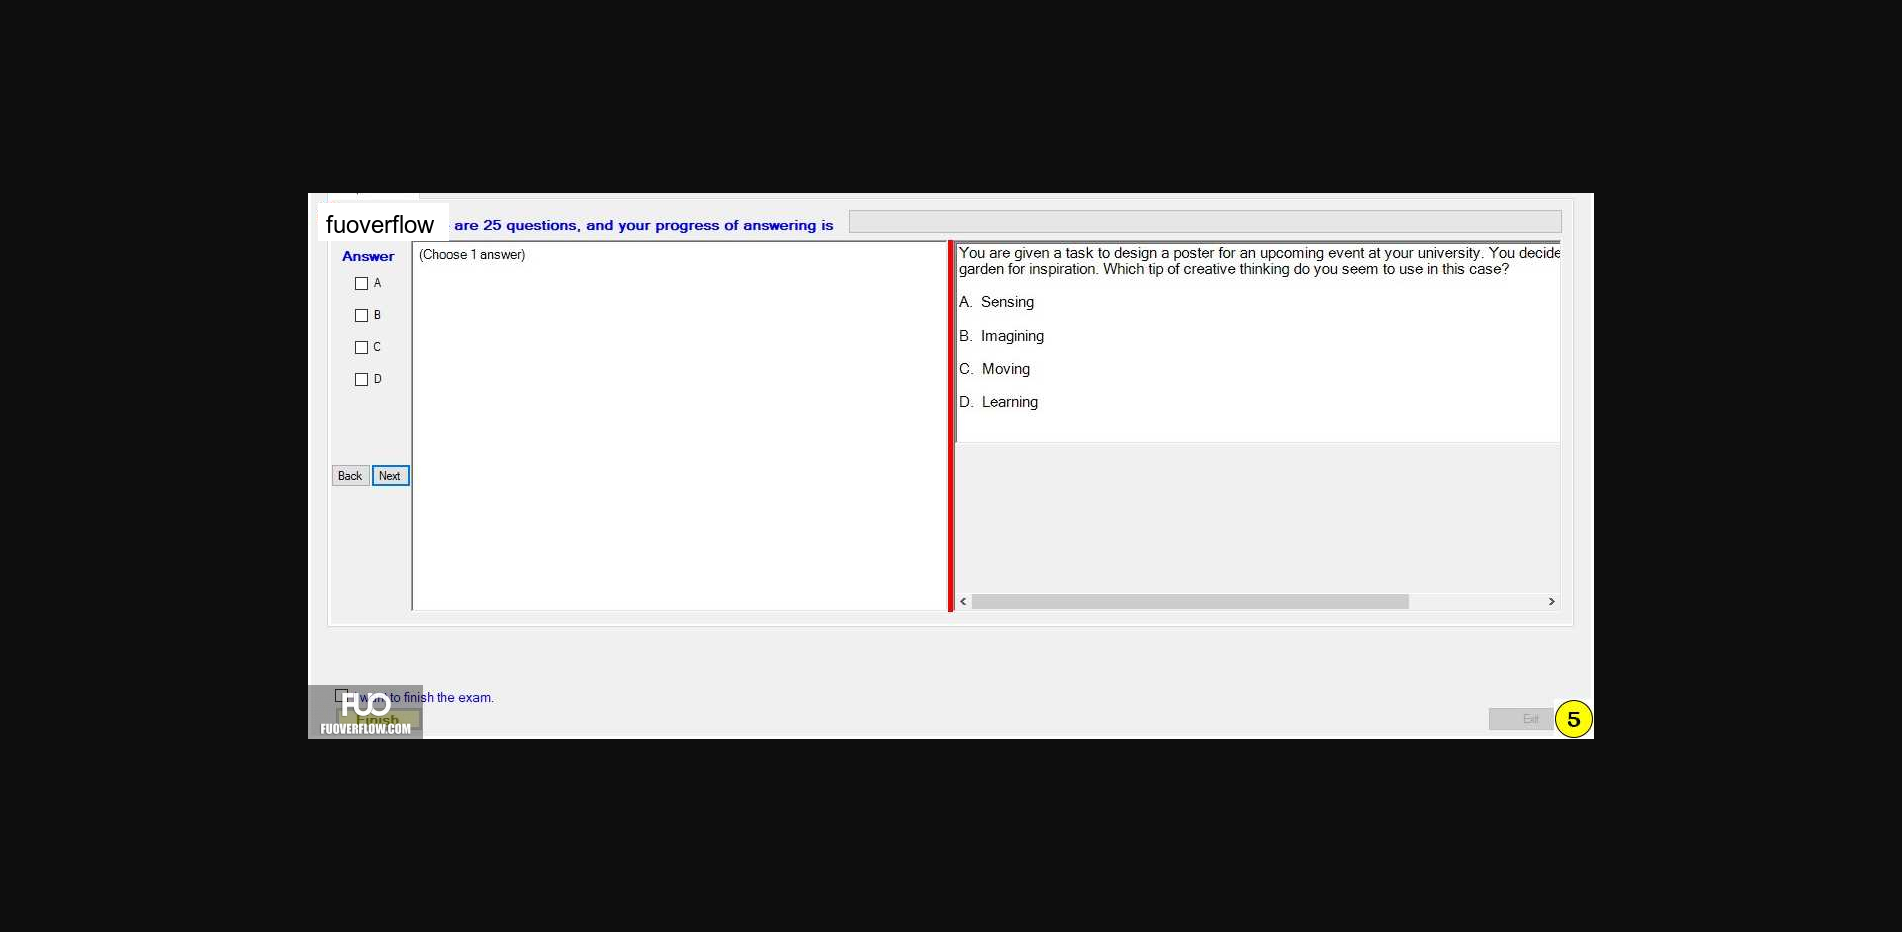 fuoverflow are 25 questions, and your progress of answering is
Answer
A
B
C
D
Back Next
(Choose 1 answer)
You are given a task to design a poster for an upcoming event at your university. You decide
garden for inspiration. Which tip of creative thinking do you seem to use in this case?
A. Sensing
B. Imagining
C. Moving
D. Learning
want to finish the exam.
Finish
FUO
FUOVERFLOW.COM
Exit
5